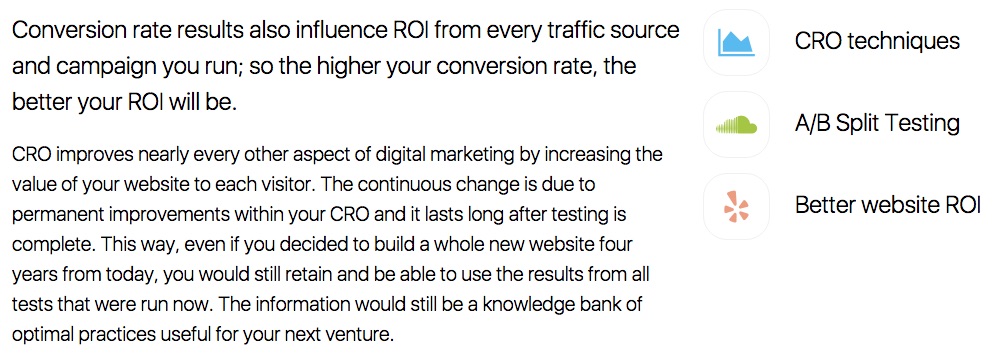 Conversion rate results also influence ROI from every traffic source
and campaign you run; so the higher your conversion rate, the
better your ROI will be.
CRO improves nearly every other aspect of digital marketing by increasing the
value of your website to each visitor. The continuous change is due to
permanent improvements within your CRO and it lasts long after testing is
complete. This way, even if you decided to build a whole new website four
years from today, you would still retain and be able to use the results from all
tests that were run now. The information would still be a knowledge bank of
optimal practices useful for your next venture.
CRO techniques
A/B Split Testing
Better website ROI